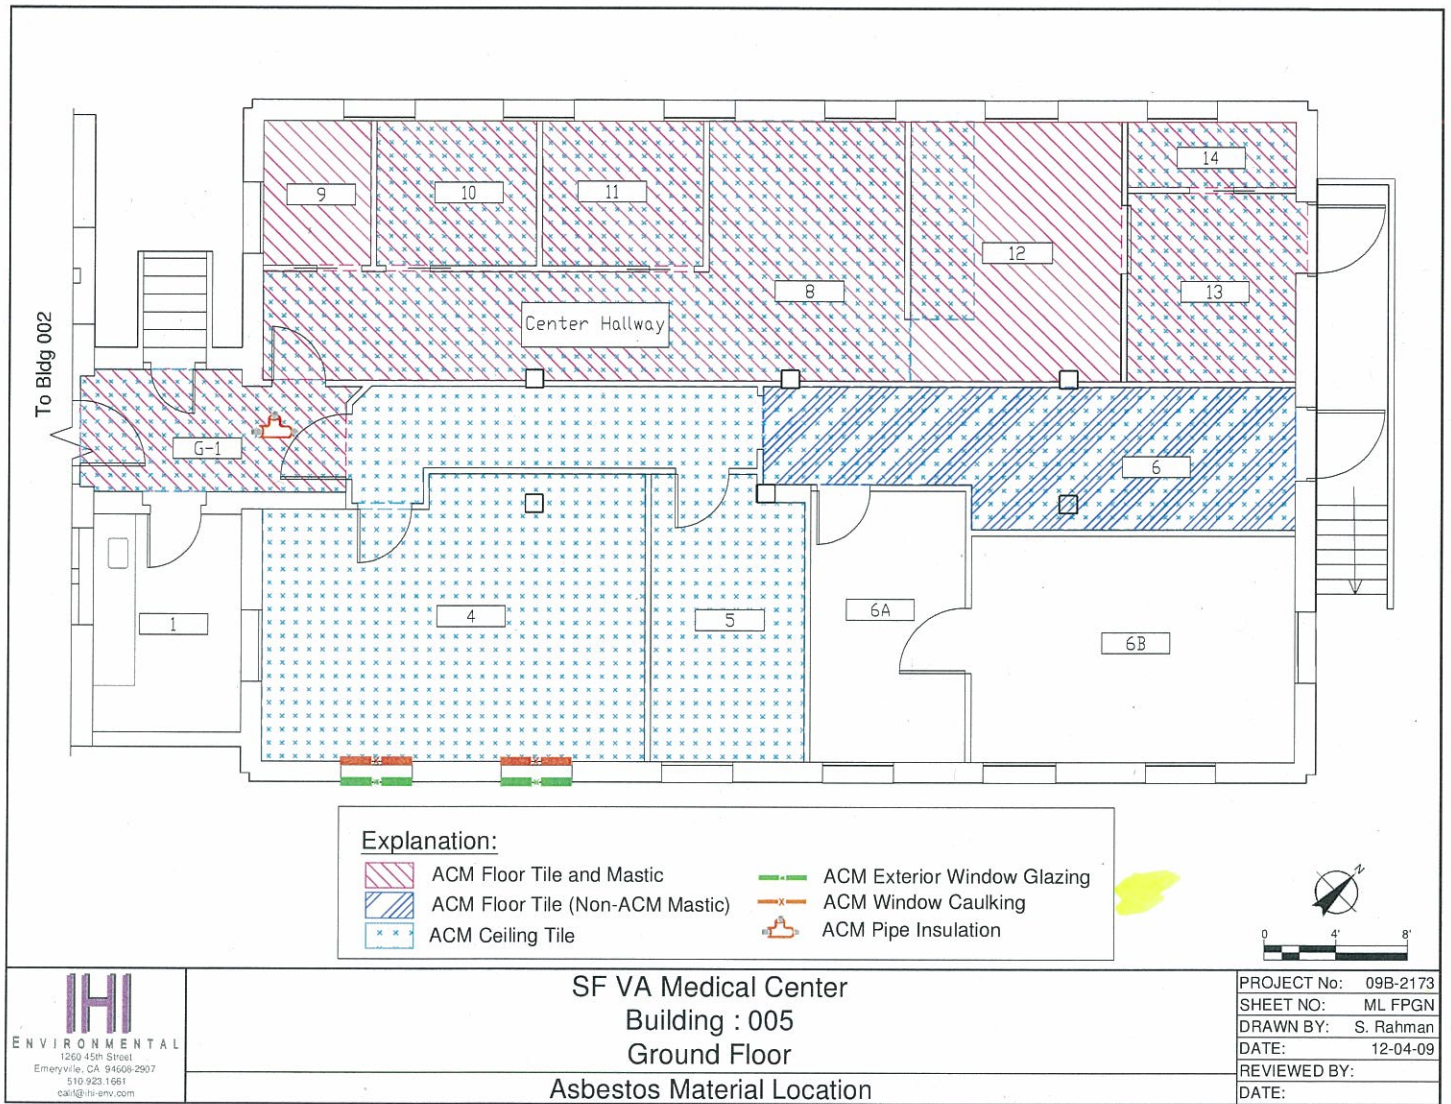 To Bldg 002
9
10
11
14
12
13
8
Center Hallway
G-1
6
1
4
5
6A
6B
Explanation:
ACM Floor Tile and Mastic
ACM Floor Tile (Non-ACM Mastic)
ACM Ceiling Tile
ACM Exterior Window Glazing
ACM Window Caulking
ACM Pipe Insulation
N
0 4' 8'
IHI
ENVIRONMENTAL
1260 45th Street
Emeryville, CA 94608-2907
510.923.1661
calif@ihi-env.com
SF VA Medical Center
Building : 005
Ground Floor
Asbestos Material Location
PROJECT No: 09B-2173
SHEET NO: ML FPGN
DRAWN BY: S. Rahman
DATE: 12-04-09
REVIEWED BY:
DATE: